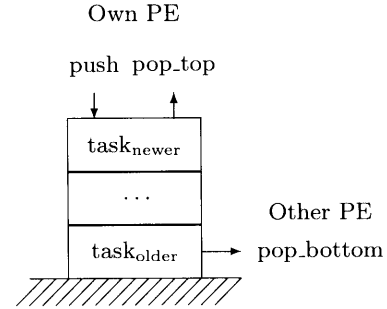 Own PE
push pop_top
task_newer
...
task_older
Other PE
pop_bottom